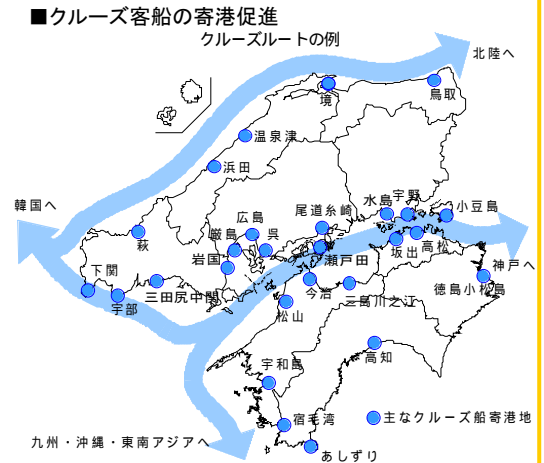 ■クルーズ客船の寄港促進
クルーズルートの例
北陸へ
境
鳥取
温泉津
浜田
韓国へ
萩
広島
厳島
呉
岩国
尾道糸崎
水島
宇野
小豆島
瀬戸田
坂出
高松
神戸へ
下関
宇部
三田尻中関
今治
三島川之江
徳島小松島
松山
高知
宇和島
宿毛湾
主なクルーズ船寄港地
九州・沖縄・東南アジアへ
あしずり